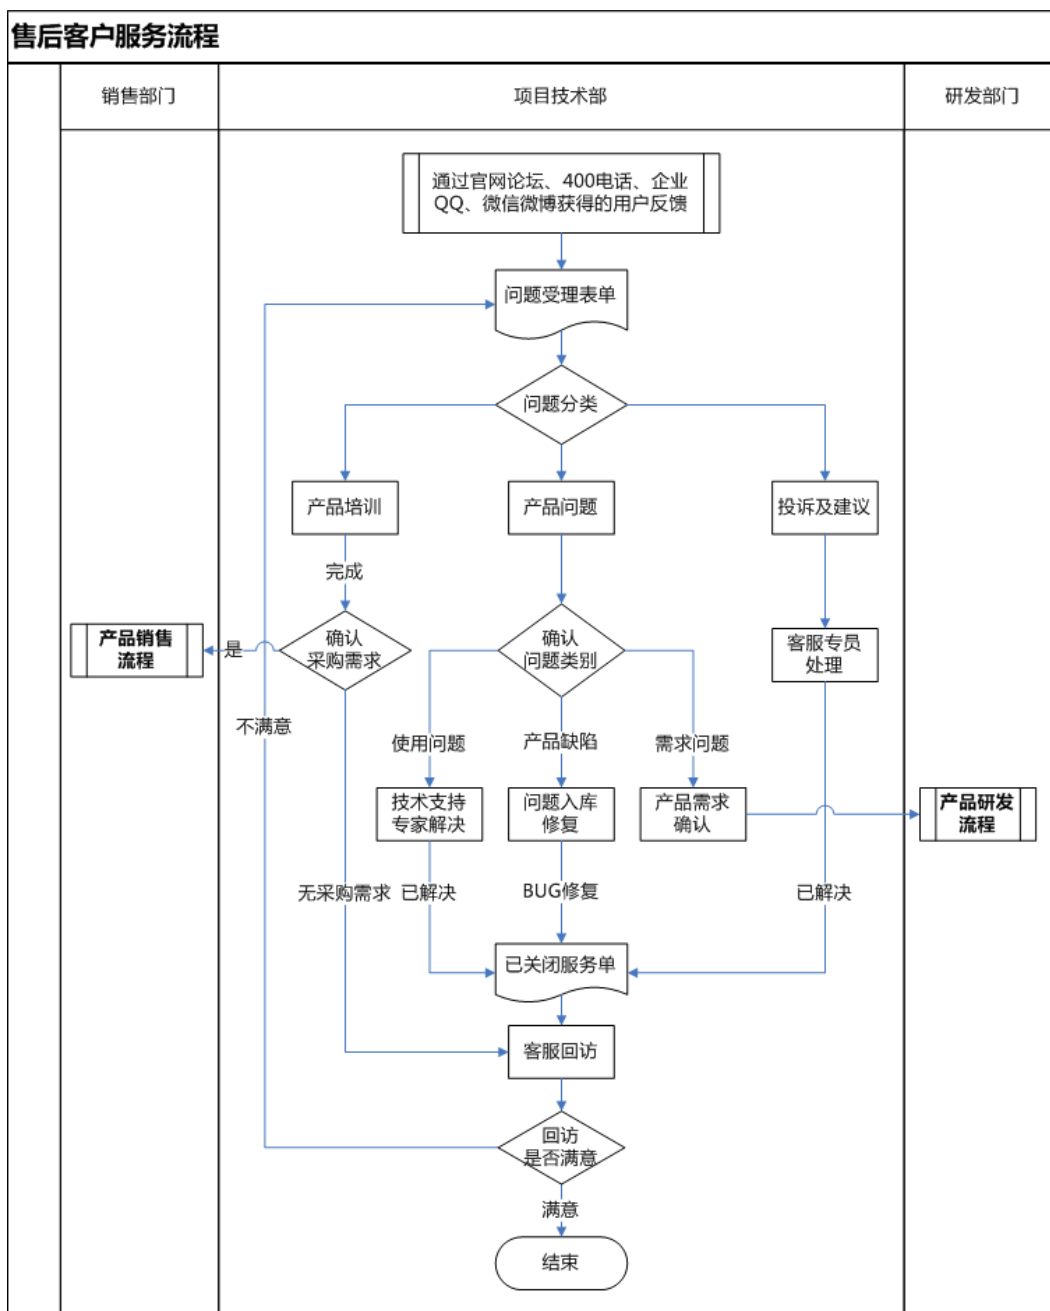 售后客户服务流程
销售部门
项目技术部
研发部门
通过官网论坛、400电话、企业
QQ、微信微博获得的用户反馈
问题受理表单
问题分类
产品培训
产品问题
投诉及建议
完成
产品销售
流程
是
确认
采购需求
确认
问题类别
客服专员
处理
不满意
使用问题
产品缺陷
需求问题
技术支持
专家解决
问题入库
修复
产品需求
确认
产品研发
流程
无采购需求
已解决
BUG修复
已解决
已关闭服务单
客服回访
回访
是否满意
满意
结束